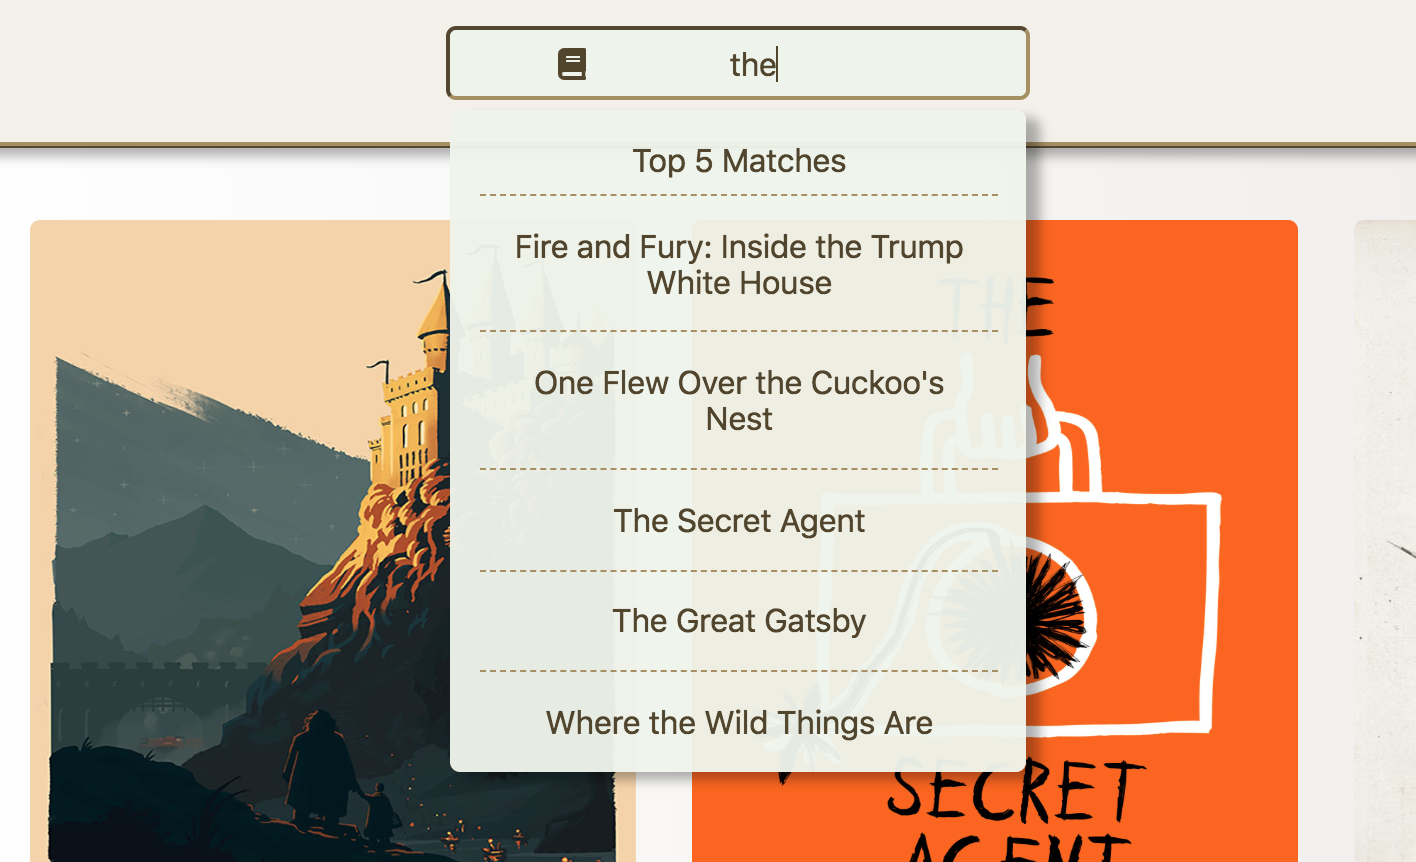 the
Top 5 Matches
Fire and Fury: Inside the Trump
White House
One Flew Over the Cuckoo's
Nest
The Secret Agent
The Great Gatsby
Where the Wild Things Are
THE
SECRET
AGENT